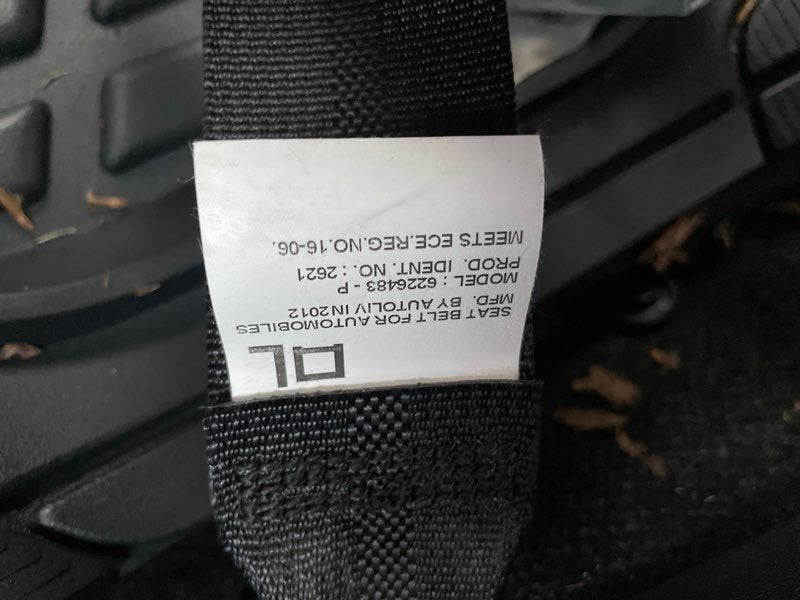 SEAT BELT FOR AUTOMOBILES
MFD. BY AUTOLIV IN 2012
MODEL : 6226483 - P
PROD. IDENT. NO. : 2621
MEETS ECE.REG.NO.16-06.